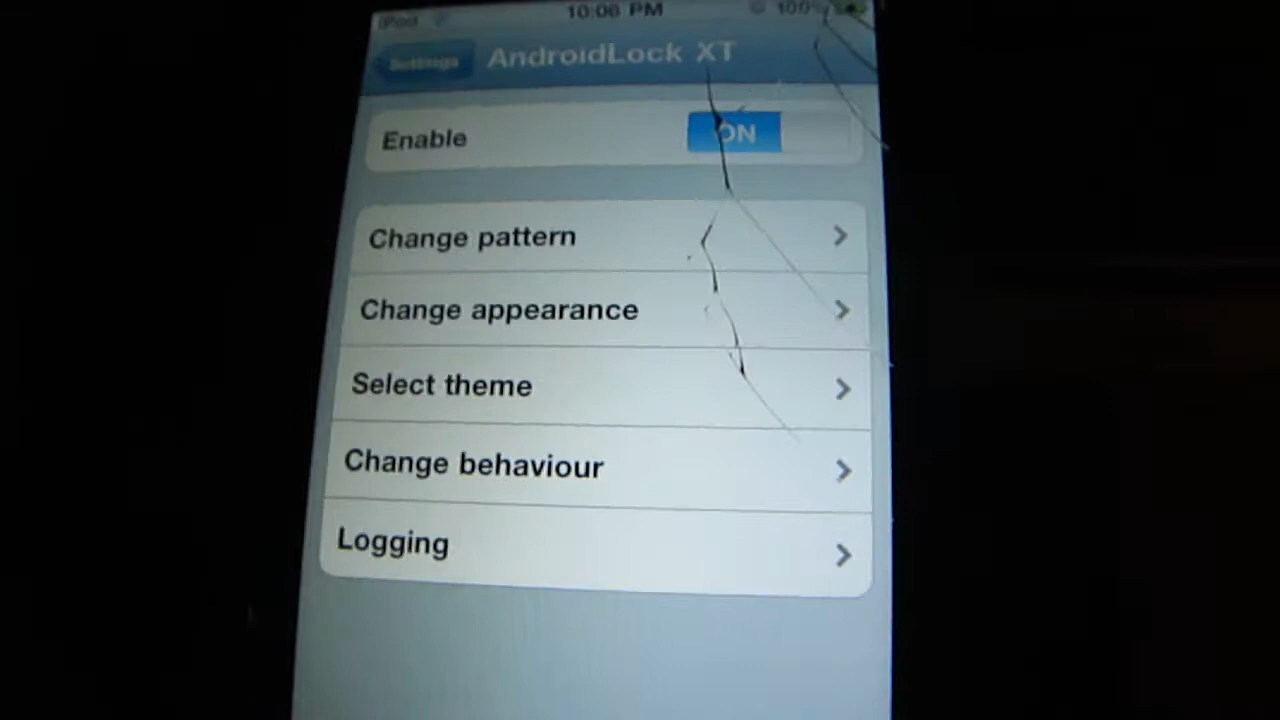 iPod 10:06 PM 100%
Settings AndroidLock XT
Enable ON
Change pattern
Change appearance
Select theme
Change behaviour
Logging